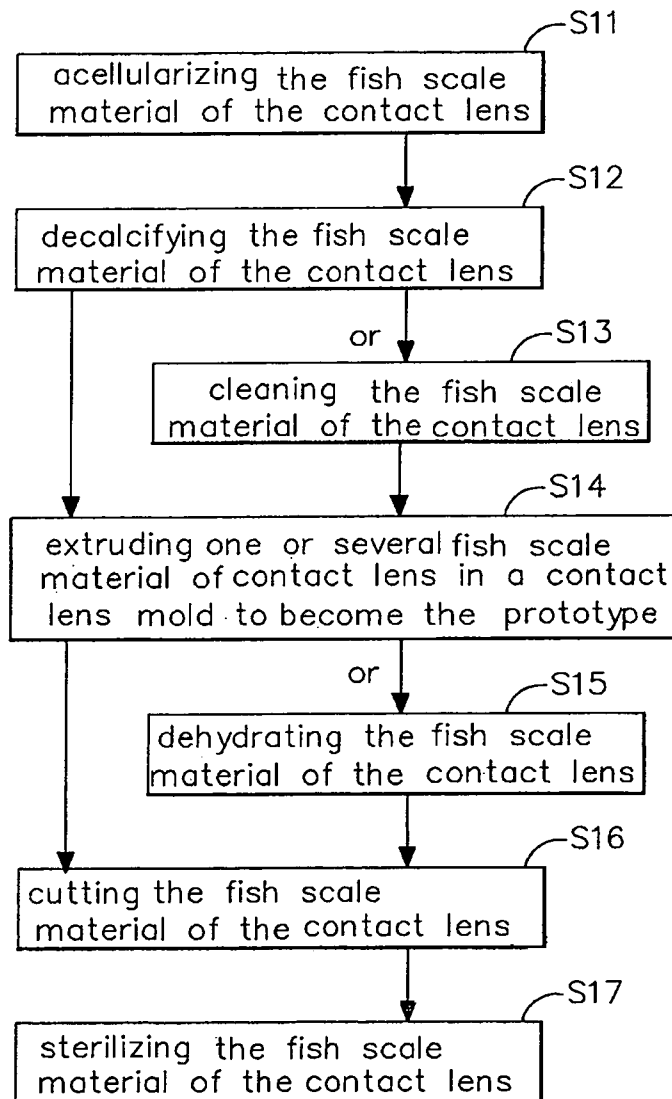 S11
acellularizing the fish scale
material of the contact lens
S12
decalcifying the fish scale
material of the contact lens
or
S13
cleaning the fish scale
material of the contact lens
S14
extruding one or several fish scale
material of contact lens in a contact
lens mold to become the prototype
or
S15
dehydrating the fish scale
material of the contact lens
S16
cutting the fish scale
material of the contact lens
S17
sterilizing the fish scale
material of the contact lens